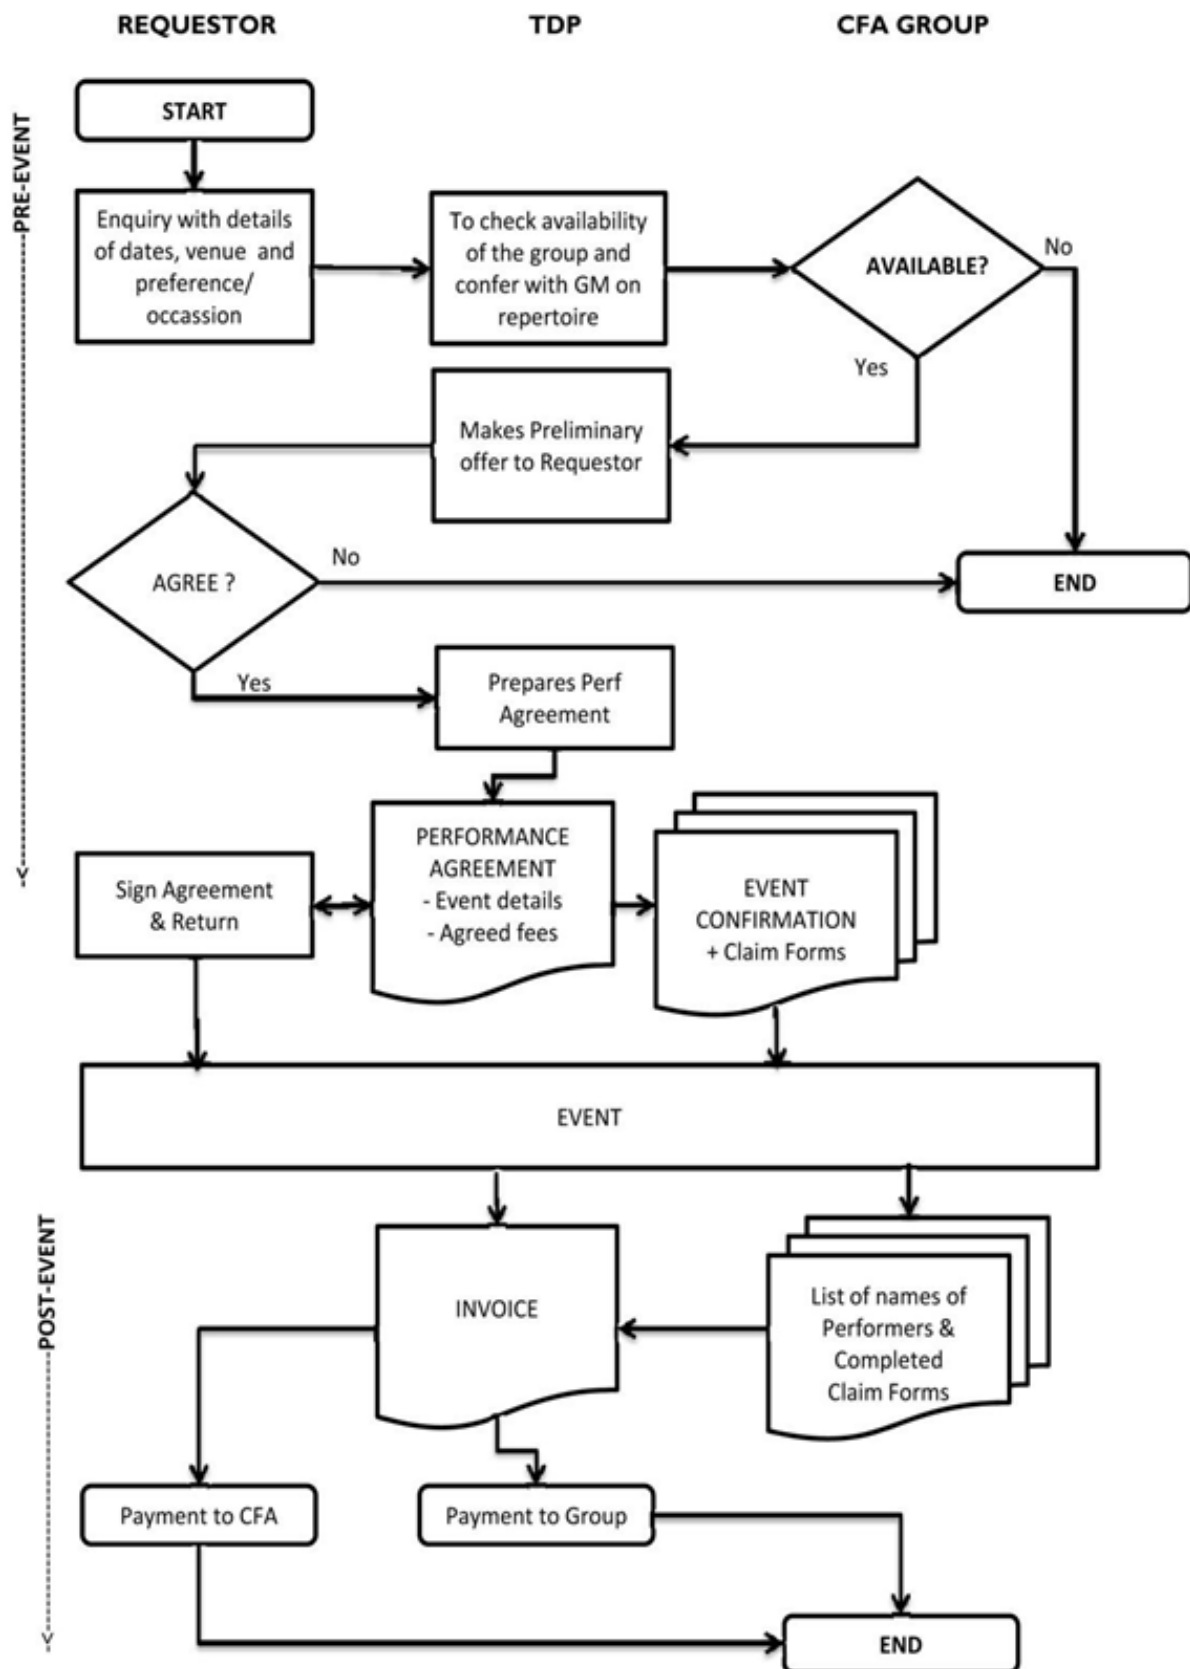 REQUESTOR TDP CFA GROUP
PRE-EVENT
START
Enquiry with details
of dates, venue and
preference/
occassion
To check availability
of the group and
confer with GM on
repertoire
AVAILABLE?
No
Yes
Makes Preliminary
offer to Requestor
AGREE ?
No
END
Yes
Prepares Perf
Agreement
Sign Agreement
& Return
PERFORMANCE
AGREEMENT
- Event details
- Agreed fees
EVENT
CONFIRMATION
+ Claim Forms
EVENT
POST-EVENT
INVOICE
List of names of
Performers &
Completed
Claim Forms
Payment to CFA
Payment to Group
END